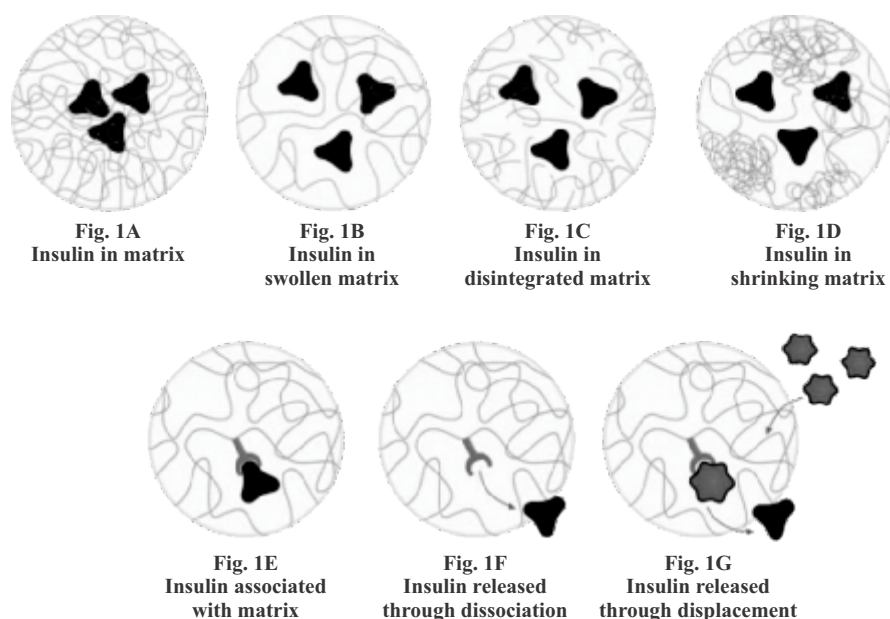 Fig. 1A
Insulin in matrix
Fig. 1B
Insulin in
swollen matrix
Fig. 1C
Insulin in
disintegrated matrix
Fig. 1D
Insulin in
shrinking matrix
Fig. 1E
Insulin associated
with matrix
Fig. 1F
Insulin released
through dissociation
Fig. 1G
Insulin released
through displacement